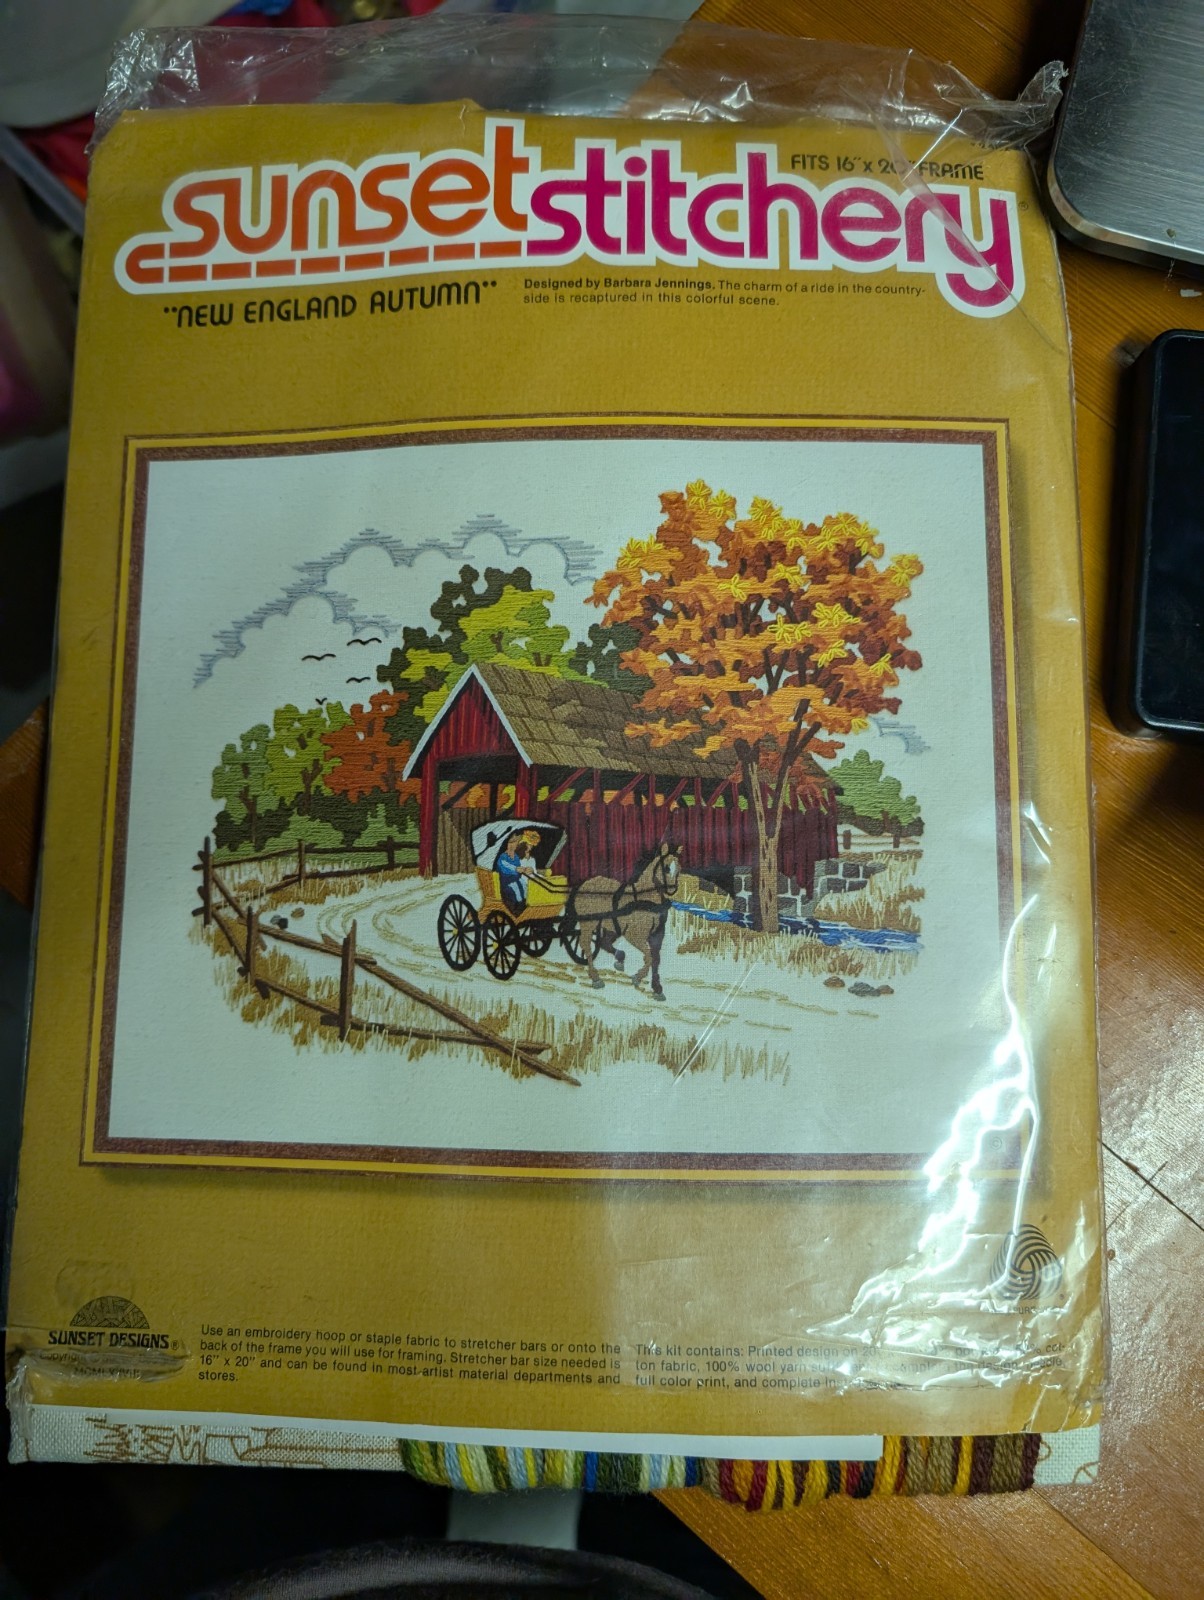 FITS 16" x 20" FRAME
sunset stitchery®
"NEW ENGLAND AUTUMN"
Designed by Barbara Jennings. The charm of a ride in the country-
side is recaptured in this colorful scene.
SUNSET DESIGNS®
Copyright
Use an embroidery hoop or staple fabric to stretcher bars or onto the
back of the frame you will use for framing. Stretcher bar size needed is
16" x 20" and can be found in most artist material departments and
stores.
This kit contains: Printed design on cot-
ton fabric, 100% wool yarn
full color print, and complete